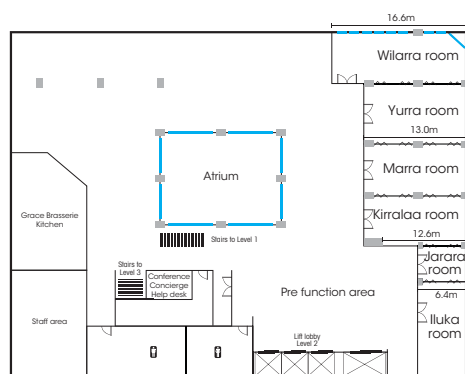 16.6m
Wilarra room
Yurra room
13.0m
Atrium
Marra room
Grace Brasserie
Kitchen
Kirralaa room
Stairs to Level 1
12.6m
Stairs to
Level 3
Conference
Concierge
Help desk
Jarara
room
Pre function area
6.4m
Staff area
Iluka
room
Lift lobby
Level 2